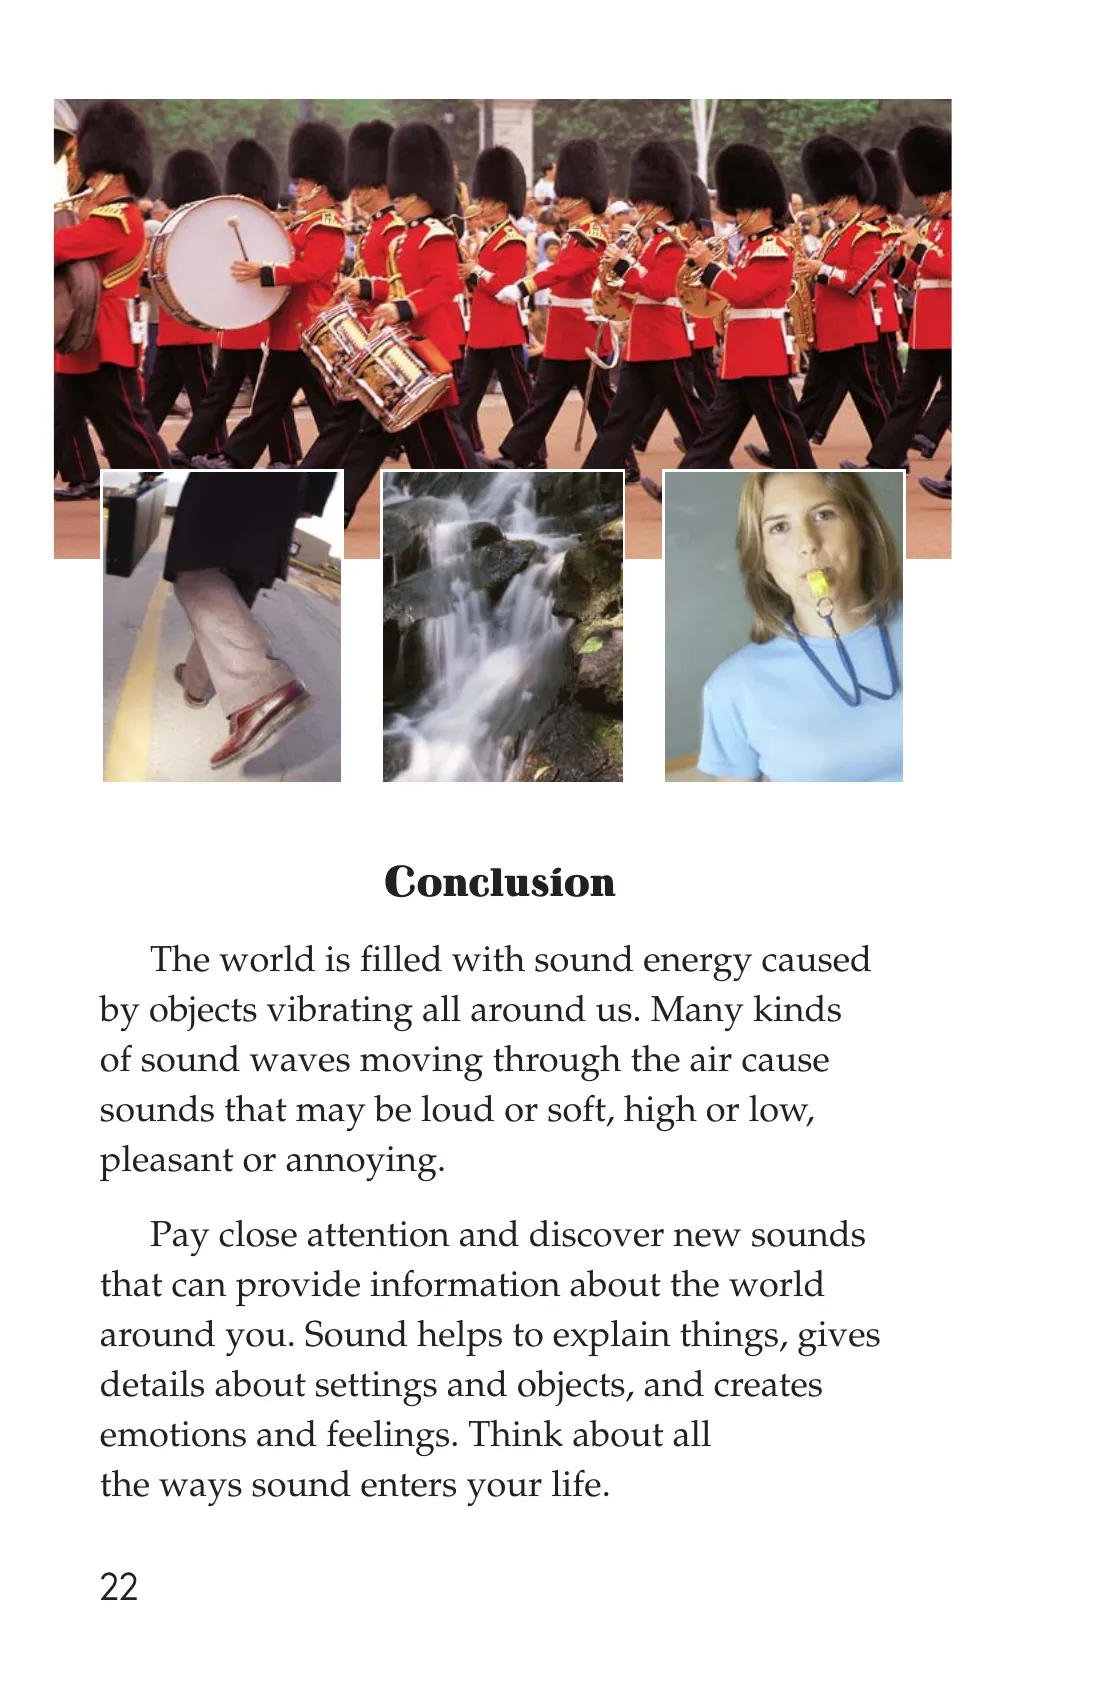 Conclusion
The world is filled with sound energy caused
by objects vibrating all around us. Many kinds
of sound waves moving through the air cause
sounds that may be loud or soft, high or low,
pleasant or annoying.
Pay close attention and discover new sounds
that can provide information about the world
around you. Sound helps to explain things, gives
details about settings and objects, and creates
emotions and feelings. Think about all
the ways sound enters your life.
22